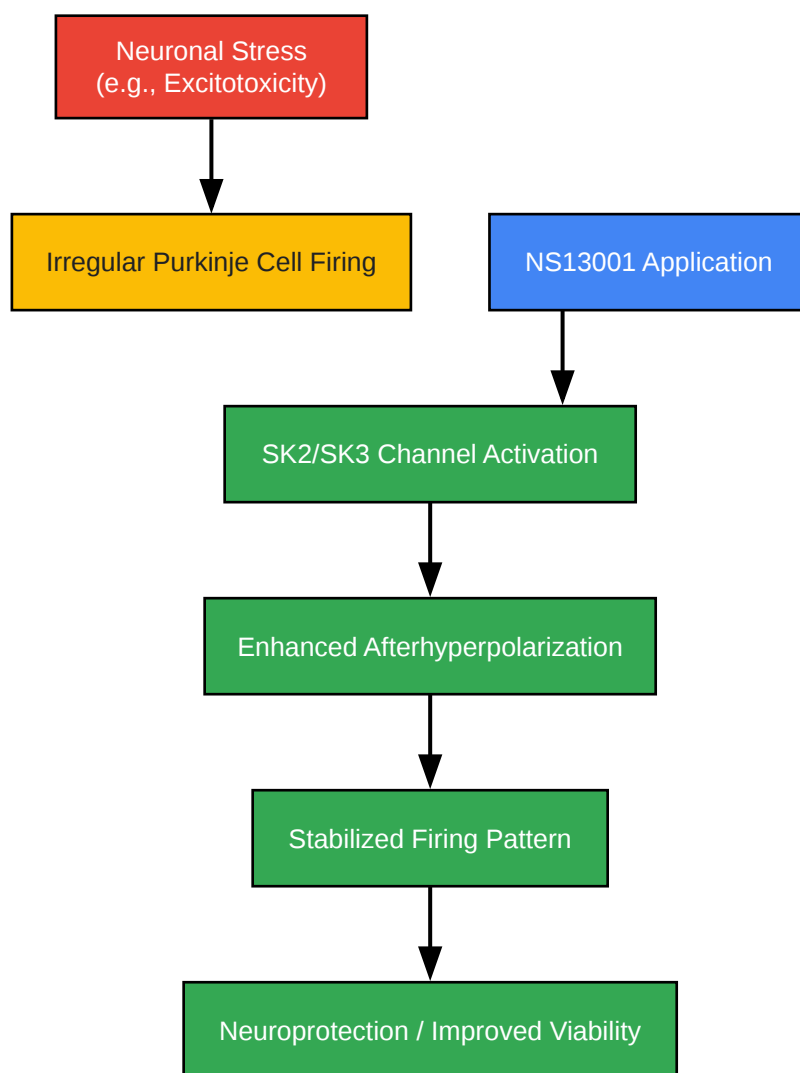 Neuronal Stress
(e.g., Excitotoxicity)
Irregular Purkinje Cell Firing
NS13001 Application
SK2/SK3 Channel Activation
Enhanced Afterhyperpolarization
Stabilized Firing Pattern
Neuroprotection / Improved Viability